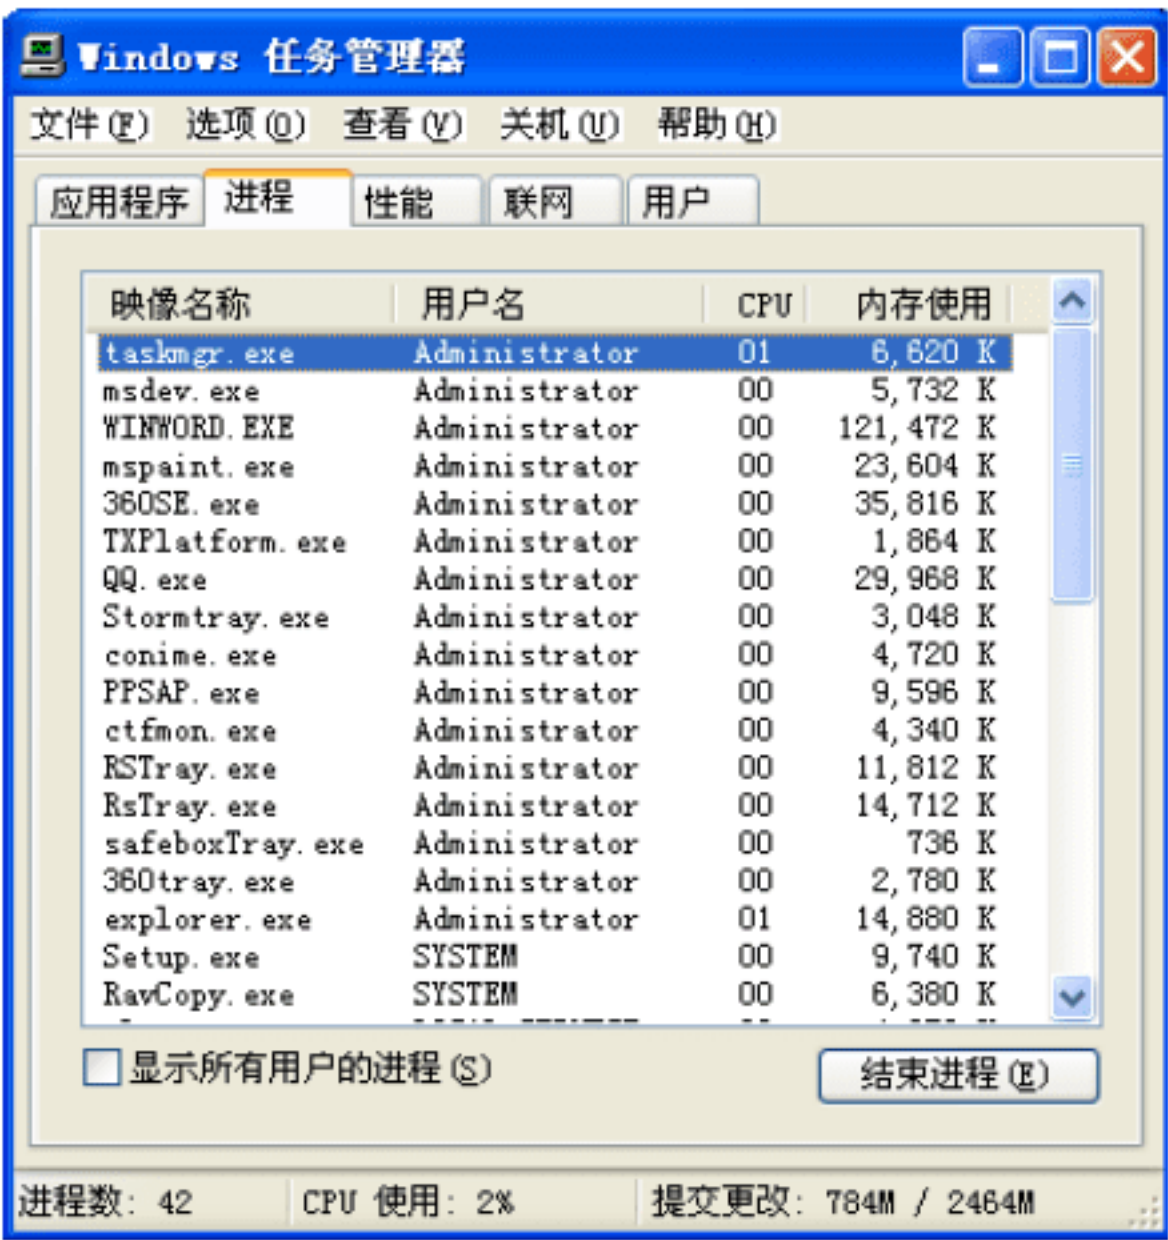 Windows 任务管理器
文件(F) 选项(O) 查看(V) 关机(U) 帮助(H)
应用程序 进程 性能 联网 用户
映像名称 用户名 CPU 内存使用
taskmgr.exe Administrator 01 6,620 K
msdev.exe Administrator 00 5,732 K
WINWORD.EXE Administrator 00 121,472 K
mspaint.exe Administrator 00 23,604 K
360SE.exe Administrator 00 35,816 K
TXPlatform.exe Administrator 00 1,864 K
QQ.exe Administrator 00 29,968 K
Stormtray.exe Administrator 00 3,048 K
conime.exe Administrator 00 4,720 K
PPSAP.exe Administrator 00 9,596 K
ctfmon.exe Administrator 00 4,340 K
RSTray.exe Administrator 00 11,812 K
RsTray.exe Administrator 00 14,712 K
safeboxTray.exe Administrator 00 736 K
360tray.exe Administrator 00 2,780 K
explorer.exe Administrator 01 14,880 K
Setup.exe SYSTEM 00 9,740 K
RavCopy.exe SYSTEM 00 6,380 K
显示所有用户的进程(S) 结束进程(E)
进程数: 42 CPU 使用: 2% 提交更改: 784M / 2464M